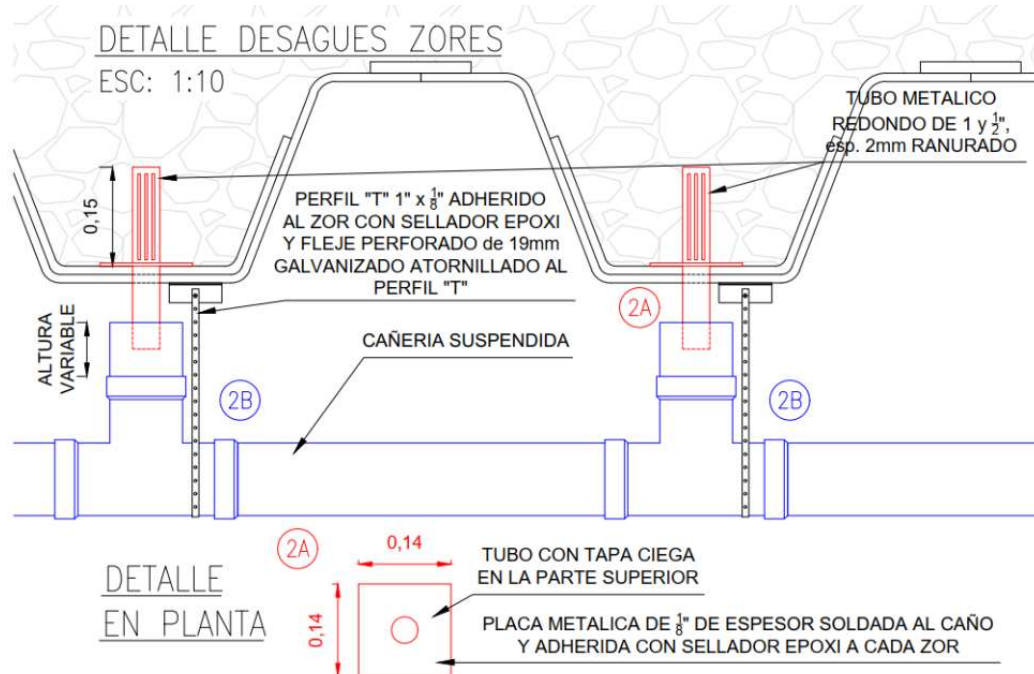 DETALLE DESAGUES ZORES
ESC: 1:10
TUBO METALICO
REDONDO DE 1 y 1/2",
esp. 2mm RANURADO
0,15
PERFIL "T" 1" x 1/8" ADHERIDO
AL ZOR CON SELLADOR EPOXI
Y FLEJE PERFORADO de 19mm
GALVANIZADO ATORNILLADO AL
PERFIL "T"
2A
ALTURA
VARIABLE
CAÑERIA SUSPENDIDA
2B
2B
2A
0,14
DETALLE
EN PLANTA
0,14
TUBO CON TAPA CIEGA
EN LA PARTE SUPERIOR
PLACA METALICA DE 1/8" DE ESPESOR SOLDADA AL CAÑO
Y ADHERIDA CON SELLADOR EPOXI A CADA ZOR